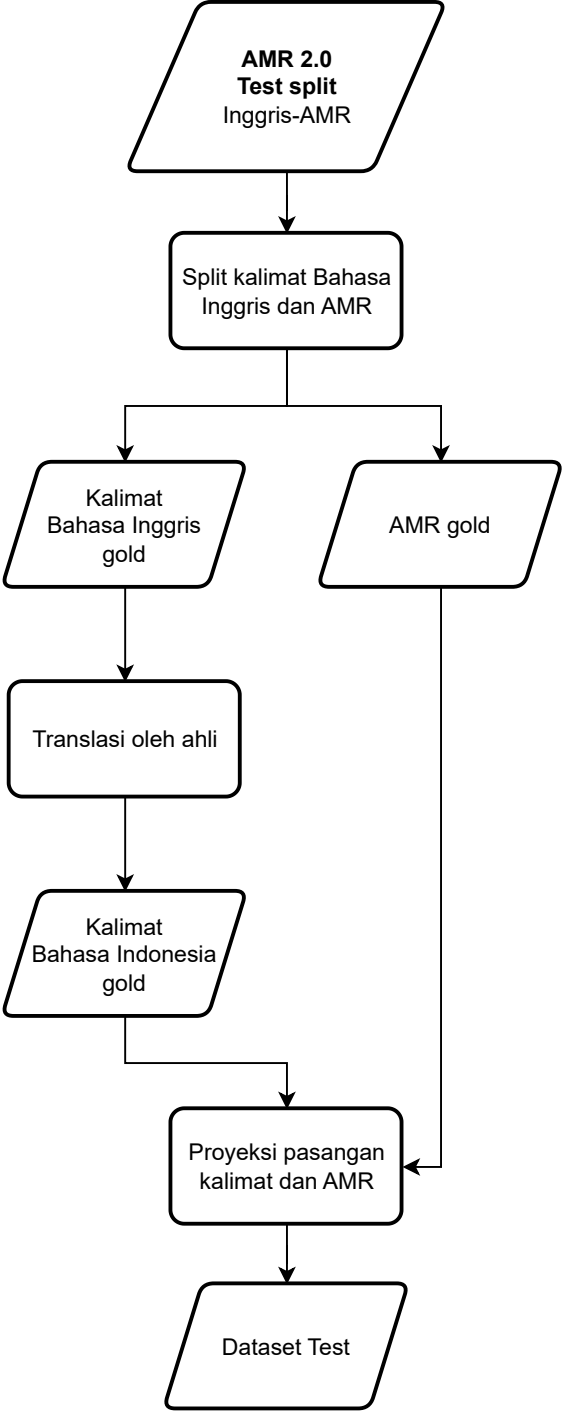 AMR 2.0
Test split
Inggris-AMR
Split kalimat Bahasa
Inggris dan AMR
Kalimat
Bahasa Inggris
gold
AMR gold
Translasi oleh ahli
Kalimat
Bahasa Indonesia
gold
Proyeksi pasangan
kalimat dan AMR
Dataset Test